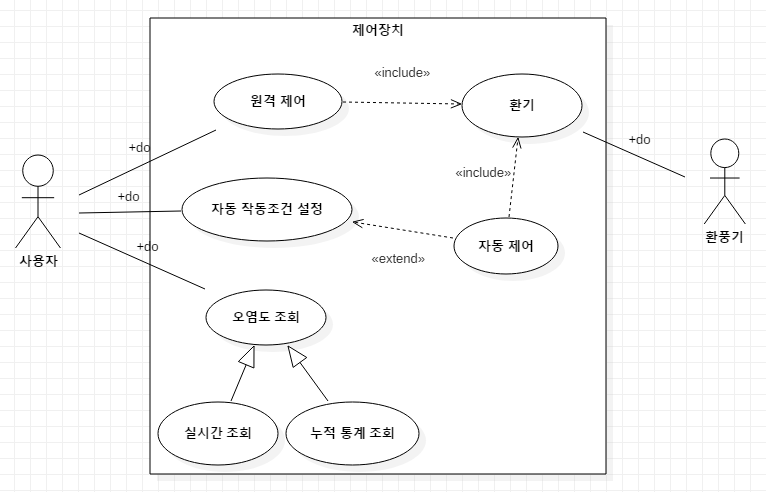 제어장치
«include»
원격 제어
환기
+do
+do
«include»
+do
자동 작동조건 설정
환풍기
자동 제어
+do
사용자
«extend»
오염도 조회
실시간 조회
누적 통계 조회